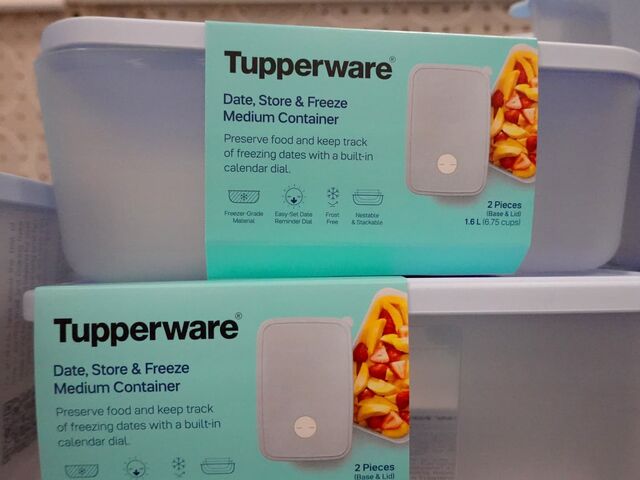 Tupperware®
Date, Store & Freeze
Medium Container
Preserve food and keep track
of freezing dates with a built-in
calendar dial.
Freezer Grade
Material
Easy-Set Date
Reminder Dial
Frost
Free
Nestable
& Stackable
2 Pieces
(Base & Lid)
1.6 L (6.75 cups)
Tupperware®
Date, Store & Freeze
Medium Container
Preserve food and keep track
of freezing dates with a built-in
calendar dial.
2 Pieces
(Base & Lid)